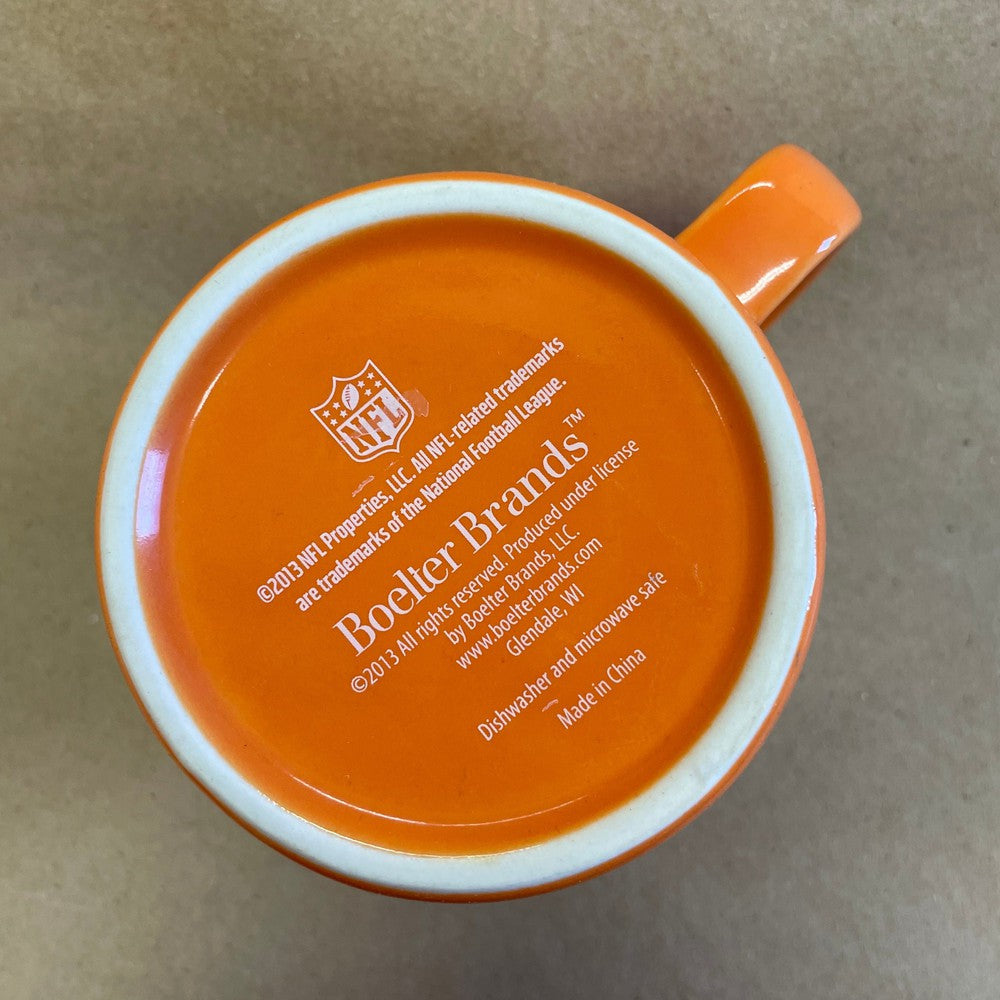 NFL
©2013 NFL Properties, LLC. All NFL-related trademarks
are trademarks of the National Football League.
Boelter Brands™
©2013 All rights reserved. Produced under license
by Boelter Brands, LLC.
www.boelterbrands.com
Glendale, WI
Dishwasher and microwave safe
Made in China